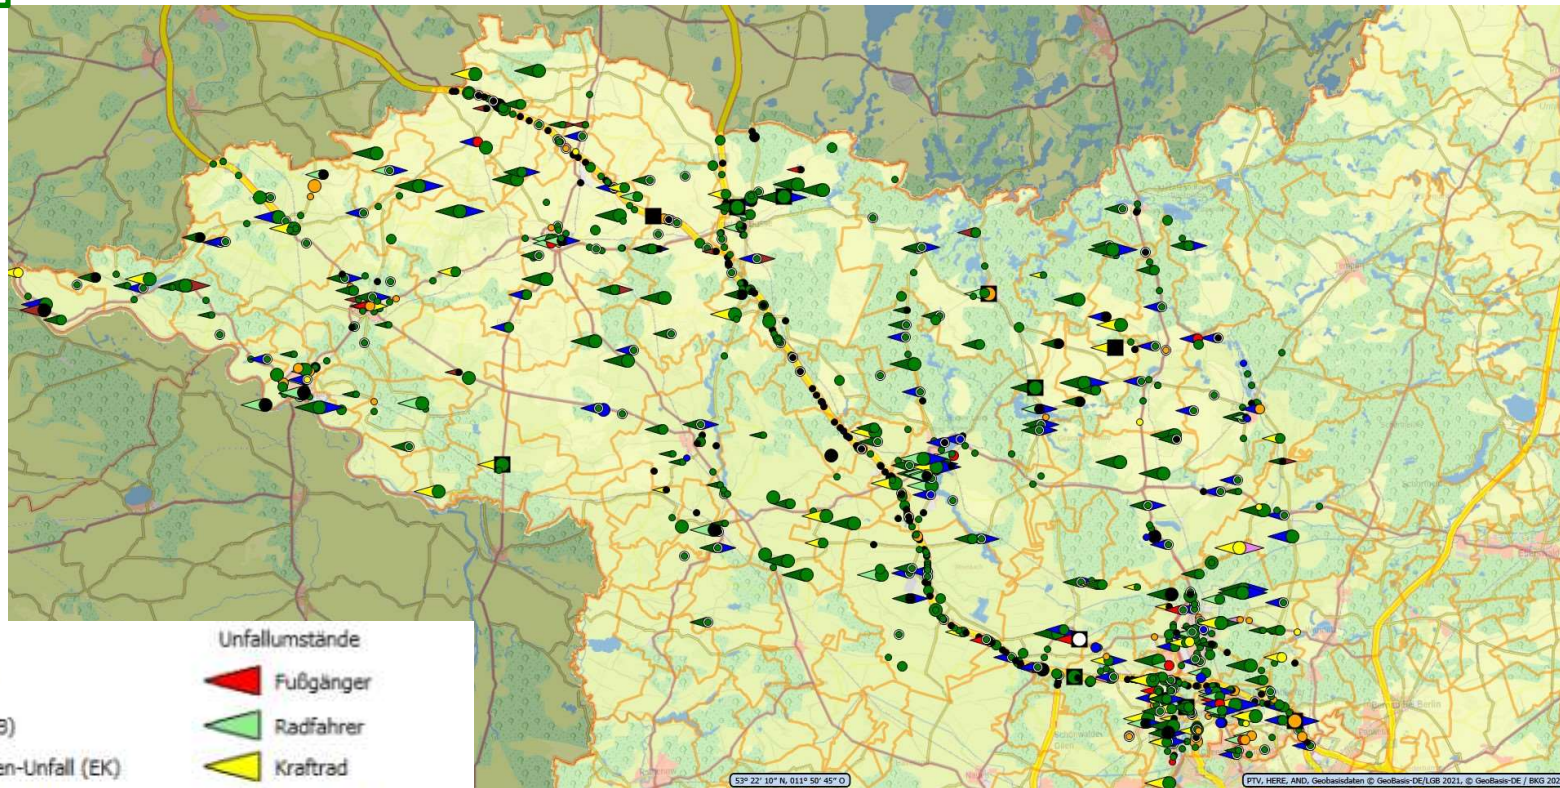 53° 22' 10" N, 011° 50' 45" O
PTV, HERE, AND, Geobasisdaten © GeoBasis-DE/LGB 2021, © GeoBasis-DE / BKG 202
Unfallumstände
Fußgänger
B)
Radfahrer
en-Unfall (EK)
Kraftrad